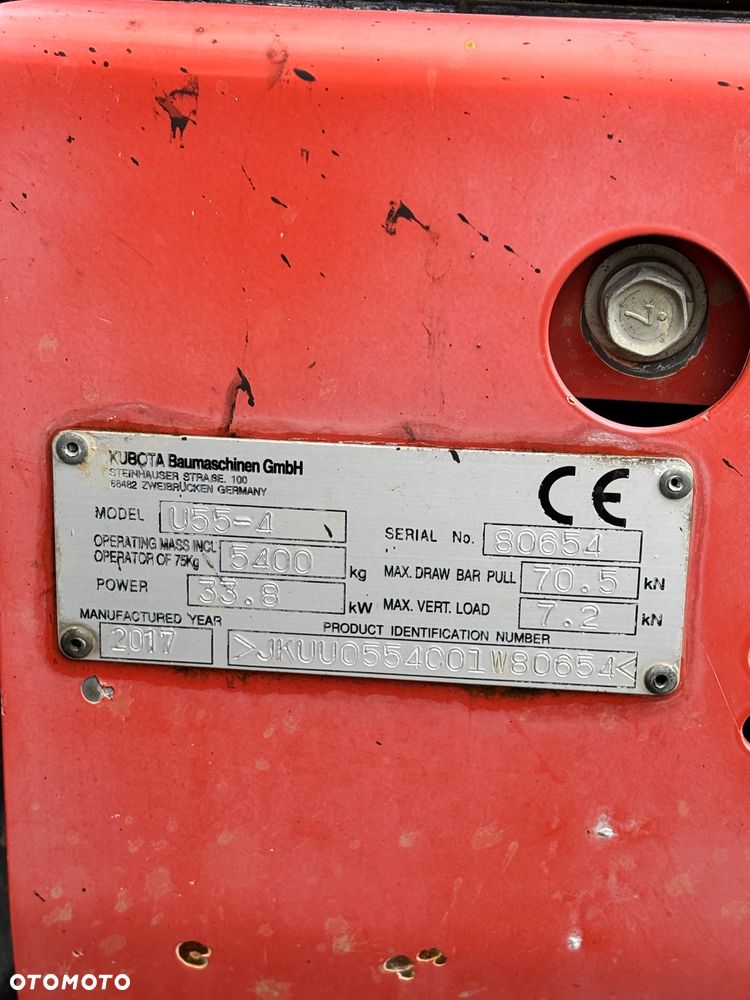 KUBOTA Baumaschinen GmbH
STEINHAUSER STRAßE. 100
66482 ZWEIBRÜCKEN GERMANY
CE
MODEL U55-4
SERIAL No. 80654
OPERATING MASS INCL
OPERATOR OF 75Kg 5400 kg
MAX. DRAW BAR PULL 70.5 kN
POWER 33.8 kW
MAX. VERT. LOAD 7.2 kN
MANUFACTURED YEAR
2017
PRODUCT IDENTIFICATION NUMBER
>JKUU0554C01W80654<
7
OTOMOTO